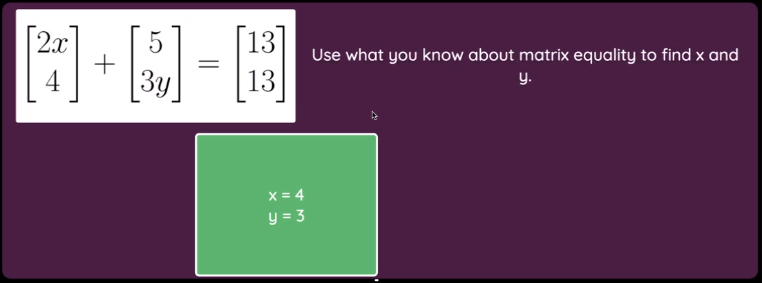 [2x 4] + [5 3y] = [13 13]
Use what you know about matrix equality to find x and
y.
x = 4
y = 3